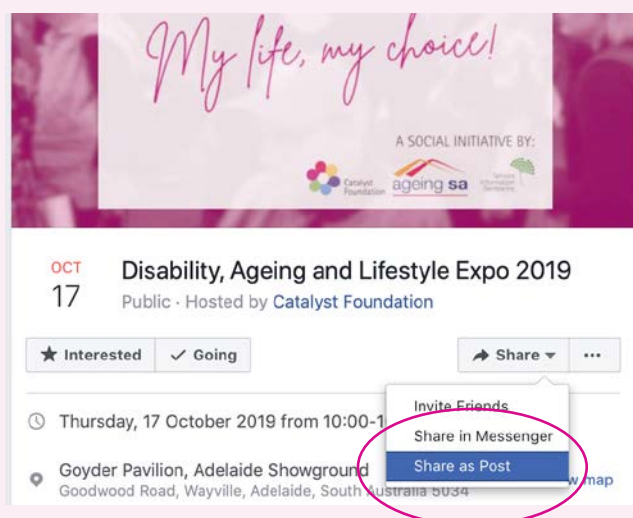 My life, my choice!
A SOCIAL INITIATIVE BY:
Catalyst Foundation
ageing sa
OCT
17
Disability, Ageing and Lifestyle Expo 2019
Public · Hosted by Catalyst Foundation
★ Interested ✓ Going Share ▾ ...
Invite Friends
Thursday, 17 October 2019 from 10:00-1
Share in Messenger
Share as Post
Goyder Pavilion, Adelaide Showground
map
Goodwood Road, Wayville, Adelaide, South Australia 5034